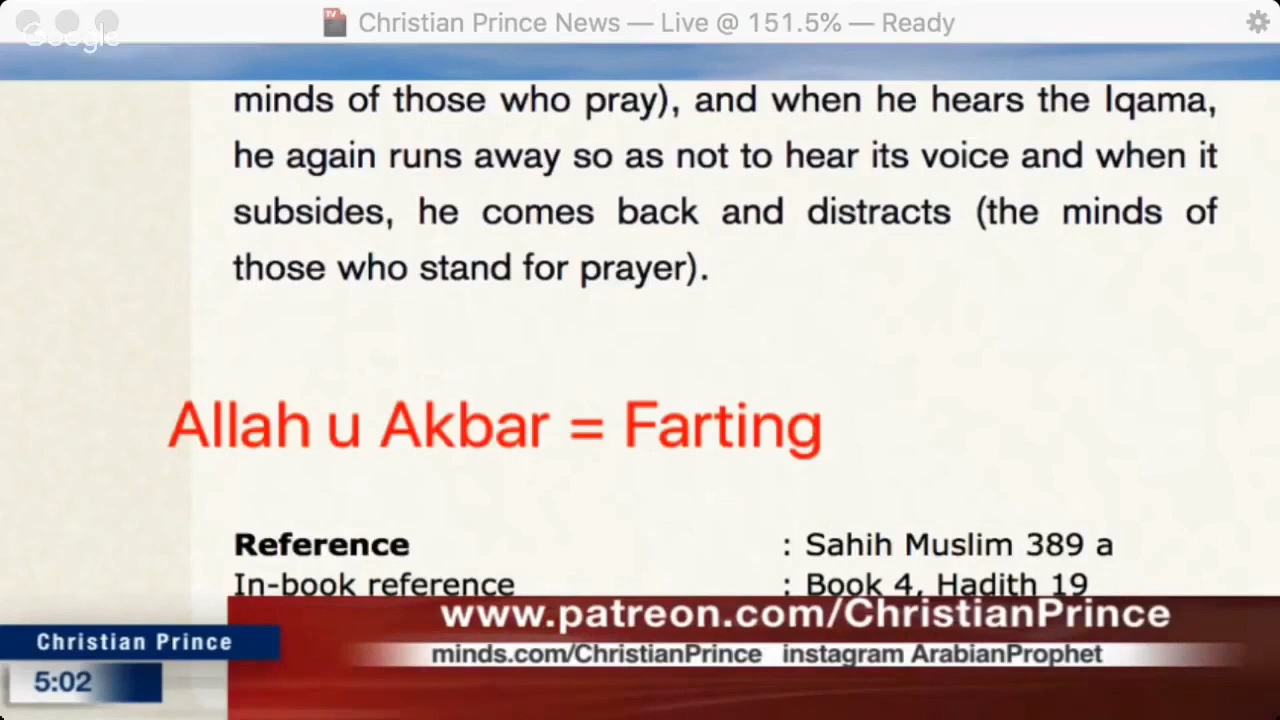 Christian Prince News — Live @ 151.5% — Ready
Google
TV
minds of those who pray), and when he hears the Iqama,
he again runs away so as not to hear its voice and when it
subsides, he comes back and distracts (the minds of
those who stand for prayer).
Allah u Akbar = Farting
Reference : Sahih Muslim 389 a
In-book reference : Book 4, Hadith 19
www.patreon.com/ChristianPrince
Christian Prince
minds.com/ChristianPrince instagram ArabianProphet
5:02